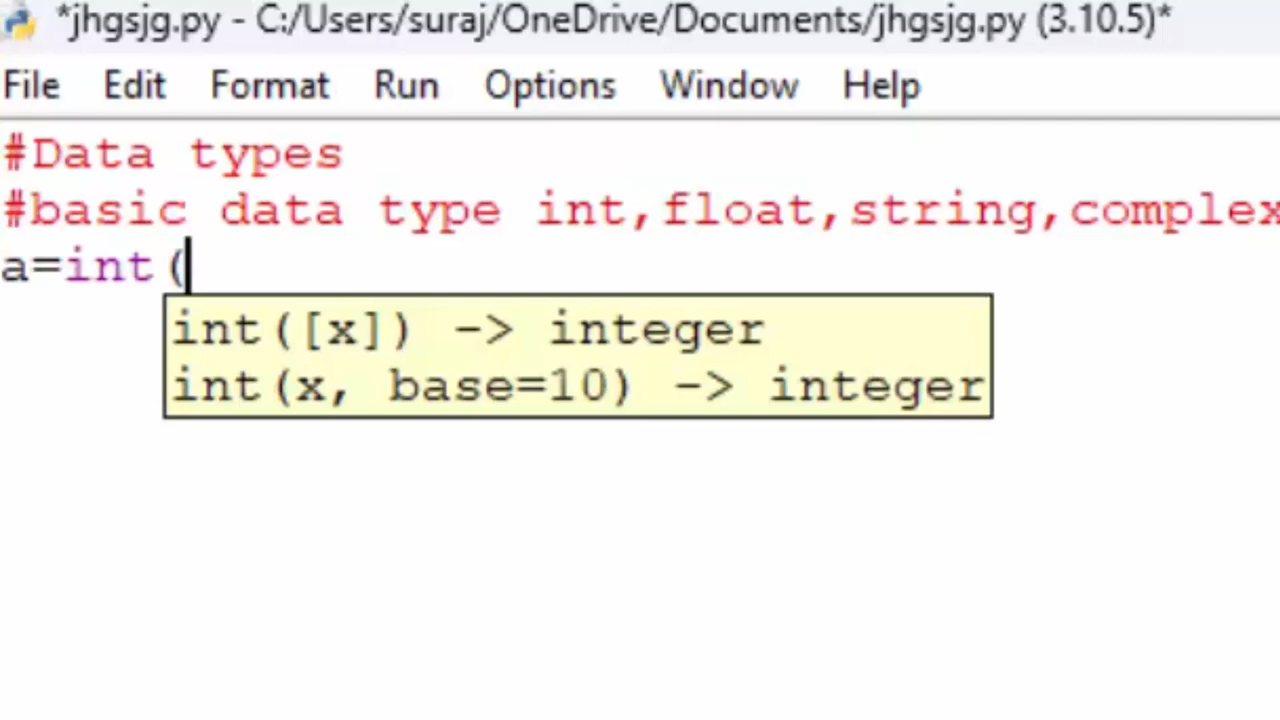 *jhgsjg.py - C:/Users/suraj/OneDrive/Documents/jhgsjg.py (3.10.5)*
File Edit Format Run Options Window Help
#Data types
#basic data type int,float,string,complex
a=int(
int([x]) -> integer
int(x, base=10) -> integer